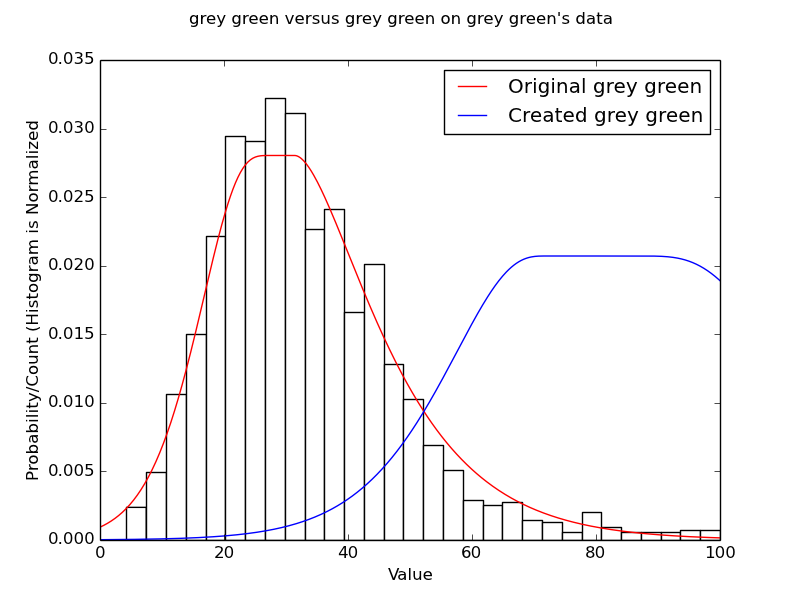 grey green versus grey green on grey green's data
Original grey green
Created grey green
Probability/Count (Histogram is Normalized
0.035
0.030
0.025
0.020
0.015
0.010
0.005
0.000
0 20 40 60 80 100
Value